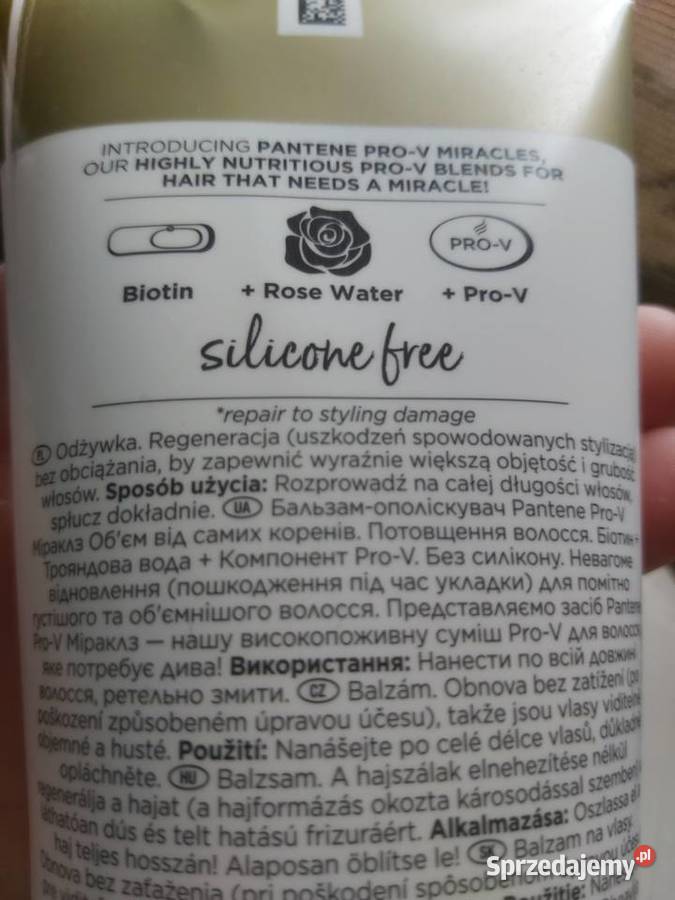 INTRODUCING PANTENE PRO-V MIRACLES,
OUR HIGHLY NUTRITIOUS PRO-V BLENDS FOR
HAIR THAT NEEDS A MIRACLE!
PRO-V
Biotin + Rose Water + Pro-V
silicone free
*repair to styling damage
PL Odżywka. Regeneracja (uszkodzeń spowodowanych stylizacją)
bez obciążania, by zapewnić wyraźnie większą objętość i grubość
włosów. Sposób użycia: Rozprowadź na całej długości włosów,
spłucz dokładnie. UA Бальзам-ополіскувач Pantene Pro-V
Міраклз Об'єм від самих коренів. Потовщення волосся. Біотин +
Трояндова вода + Компонент Pro-V. Без силікону. Невагоме
відновлення (пошкодження під час укладки) для помітно
густішого та об'ємнішого волосся. Представляємо засіб Pantene
Pro-V Міраклз — нашу високопоживну суміш Pro-V для волосся,
яке потребує дива! Використання: Нанести по всій довжині
волосся, ретельно змити. CZ Balzám. Obnova bez zatížení (po
poškození způsobeném úpravou účesu), takže jsou vlasy viditelně
objemné a husté. Použití: Nanášejte po celé délce vlasů, důkladně
opláchněte. HU Balzsam. A hajszálak elnehezítése nélkül
regenerálja a hajat (a hajformázás okozta károsodással szemben)
láthatóan dús és telt hatású frizuráért. Alkalmazása: Oszlassa el a
haj teljes hosszán! Alaposan öblítse le! SK Balzam na vlasy.
Obnova bez zaťaženia (pri poškodení účesu)
Použitie:
Sprzedajemy.pl